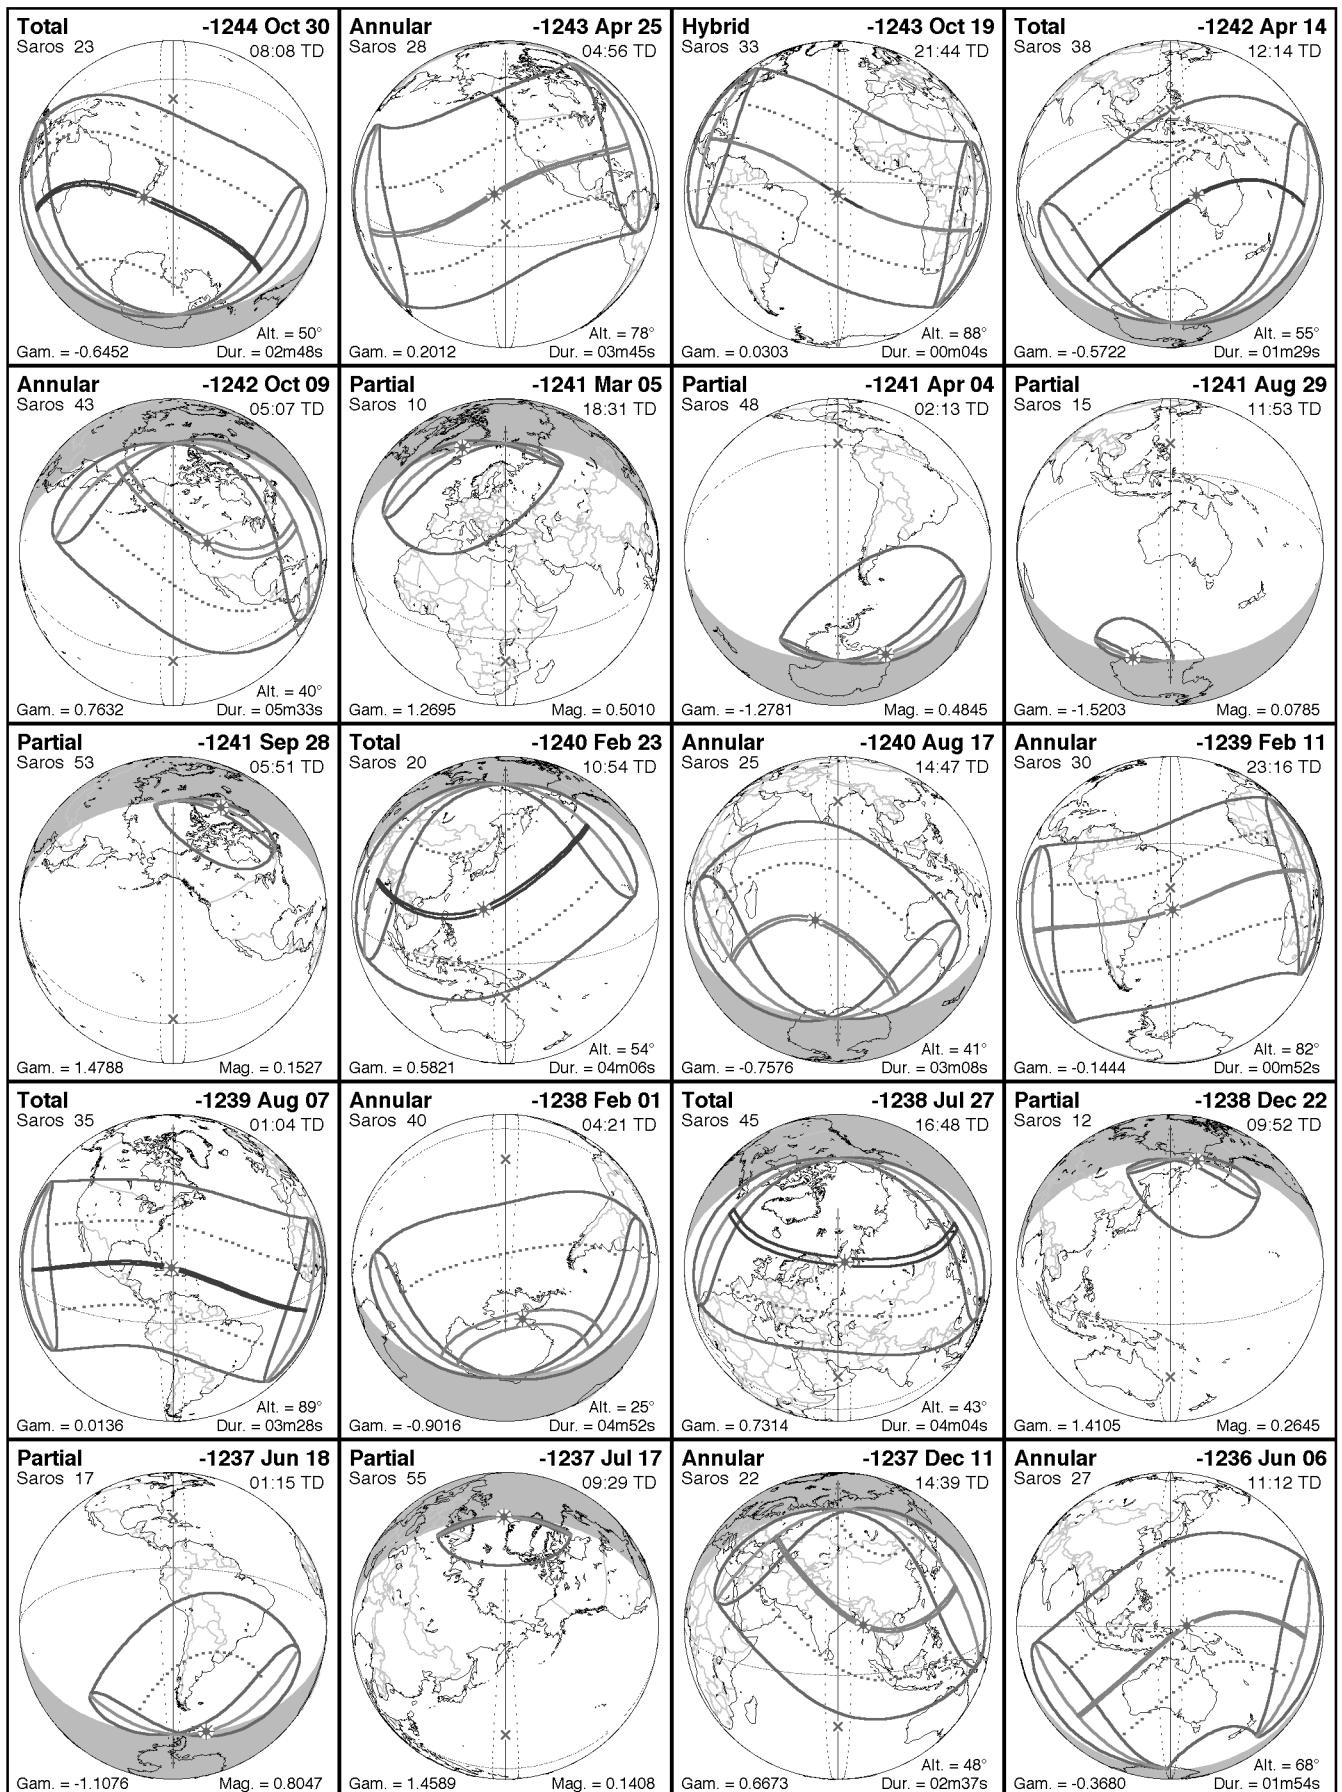 Total -1244 Oct 30
Saros 23 08:08 TD
Alt. = 50°
Gam. = -0.6452 Dur. = 02m48s
Annular -1243 Apr 25
Saros 28 04:56 TD
Alt. = 78°
Gam. = 0.2012 Dur. = 03m45s
Hybrid -1243 Oct 19
Saros 33 21:44 TD
Alt. = 88°
Gam. = 0.0303 Dur. = 00m04s
Total -1242 Apr 14
Saros 38 12:14 TD
Alt. = 55°
Gam. = -0.5722 Dur. = 01m29s
Annular -1242 Oct 09
Saros 43 05:07 TD
Alt. = 40°
Gam. = 0.7632 Dur. = 05m33s
Partial -1241 Mar 05
Saros 10 18:31 TD
Gam. = 1.2695 Mag. = 0.5010
Partial -1241 Apr 04
Saros 48 02:13 TD
Gam. = -1.2781 Mag. = 0.4845
Partial -1241 Aug 29
Saros 15 11:53 TD
Gam. = -1.5203 Mag. = 0.0785
Partial -1241 Sep 28
Saros 53 05:51 TD
Gam. = 1.4788 Mag. = 0.1527
Total -1240 Feb 23
Saros 20 10:54 TD
Alt. = 54°
Gam. = 0.5821 Dur. = 04m06s
Annular -1240 Aug 17
Saros 25 14:47 TD
Alt. = 41°
Gam. = -0.7576 Dur. = 03m08s
Annular -1239 Feb 11
Saros 30 23:16 TD
Alt. = 82°
Gam. = -0.1444 Dur. = 00m52s
Total -1239 Aug 07
Saros 35 01:04 TD
Alt. = 89°
Gam. = 0.0136 Dur. = 03m28s
Annular -1238 Feb 01
Saros 40 04:21 TD
Alt. = 25°
Gam. = -0.9016 Dur. = 04m52s
Total -1238 Jul 27
Saros 45 16:48 TD
Alt. = 43°
Gam. = 0.7314 Dur. = 04m04s
Partial -1238 Dec 22
Saros 12 09:52 TD
Gam. = 1.4105 Mag. = 0.2645
Partial -1237 Jun 18
Saros 17 01:15 TD
Gam. = -1.1076 Mag. = 0.8047
Partial -1237 Jul 17
Saros 55 09:29 TD
Gam. = 1.4589 Mag. = 0.1408
Annular -1237 Dec 11
Saros 22 14:39 TD
Alt. = 48°
Gam. = 0.6673 Dur. = 02m37s
Annular -1236 Jun 06
Saros 27 11:12 TD
Alt. = 68°
Gam. = -0.3680 Dur. = 01m54s